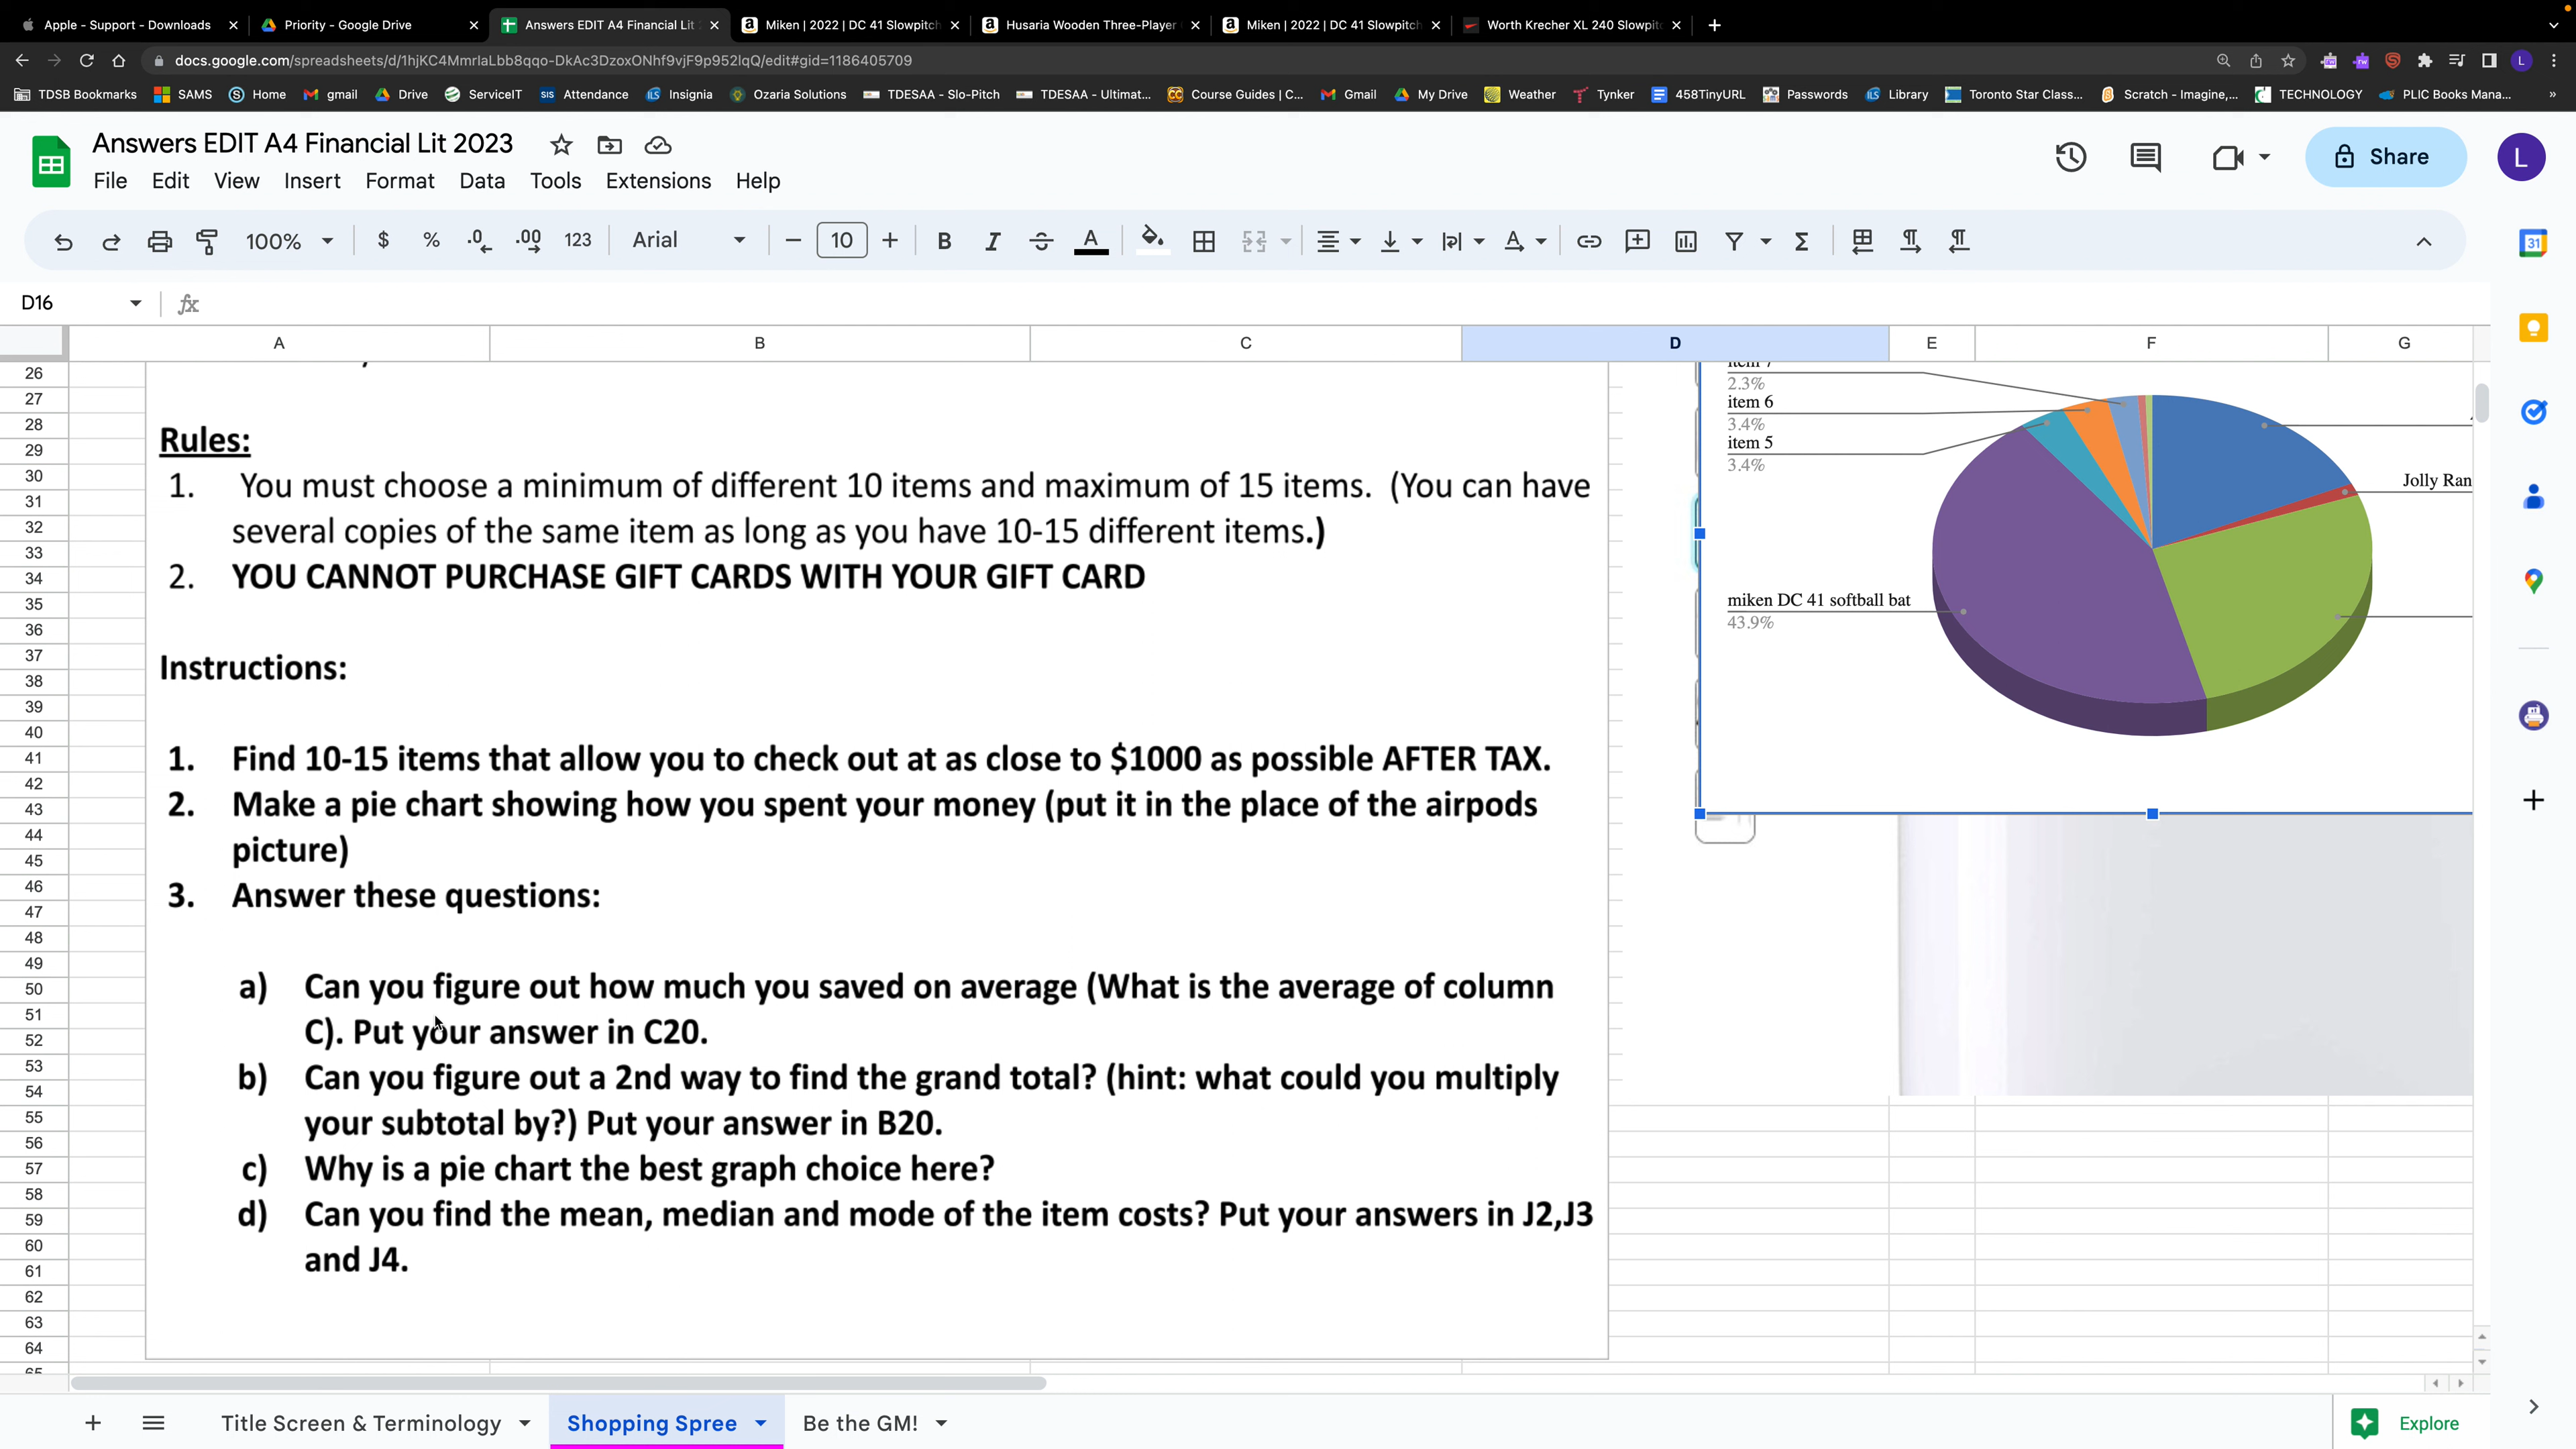 Apple - Support - Downloads
Priority - Google Drive
Answers EDIT A4 Financial Lit
Miken | 2022 | DC 41 Slowpitch
Husaria Wooden Three-Player
Miken | 2022 | DC 41 Slowpitch
Worth Krecher XL 240 Slowpitc
docs.google.com/spreadsheets/d/1hjKC4MmrlaLbb8qqo-DkAc3DzoxONhf9vjF9p952lqQ/edit#gid=1186405709
TDSB Bookmarks
SAMS
Home
gmail
Drive
ServiceIT
Attendance
Insignia
Ozaria Solutions
TDESAA - Slo-Pitch
TDESAA - Ultimat...
Course Guides | C...
Gmail
My Drive
Weather
Tynker
458TinyURL
Passwords
Library
Toronto Star Class...
Scratch - Imagine,...
TECHNOLOGY
PLIC Books Mana...
»
Answers EDIT A4 Financial Lit 2023
File Edit View Insert Format Data Tools Extensions Help
Share
L
100% $ % .0 .00 123 Arial 10 B I A
31
D16
fx
A B C D E F G
26
27
28
29
30
31
32
33
34
35
36
37
38
39
40
41
42
43
44
45
46
47
48
49
50
51
52
53
54
55
56
57
58
59
60
61
62
63
64
65
Rules:
1. You must choose a minimum of different 10 items and maximum of 15 items. (You can have
several copies of the same item as long as you have 10-15 different items.)
2. YOU CANNOT PURCHASE GIFT CARDS WITH YOUR GIFT CARD
Instructions:
1. Find 10-15 items that allow you to check out at as close to $1000 as possible AFTER TAX.
2. Make a pie chart showing how you spent your money (put it in the place of the airpods
picture)
3. Answer these questions:
a) Can you figure out how much you saved on average (What is the average of column
C). Put your answer in C20.
b) Can you figure out a 2nd way to find the grand total? (hint: what could you multiply
your subtotal by?) Put your answer in B20.
c) Why is a pie chart the best graph choice here?
d) Can you find the mean, median and mode of the item costs? Put your answers in J2,J3
and J4.
item 7
2.3%
item 6
3.4%
item 5
3.4%
miken DC 41 softball bat
43.9%
Jolly Ran
Title Screen & Terminology
Shopping Spree
Be the GM!
Explore